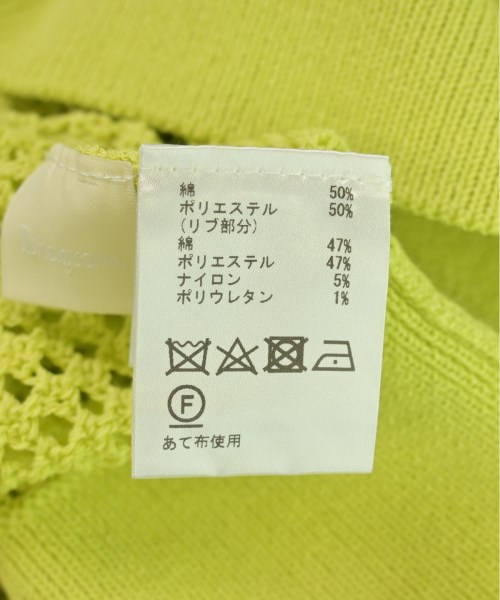 綿 50%
ポリエステル 50%
(リブ部分)
綿 47%
ポリエステル 47%
ナイロン 5%
ポリウレタン 1%
F
あて布使用